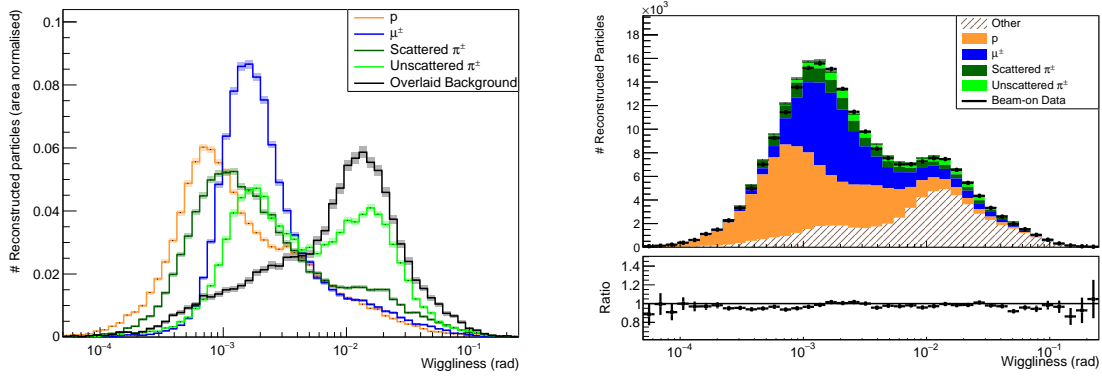 # Reconstructed particles (area normalised)
0.1
0.08
0.06
0.04
0.02
0
p
μ±
Scattered π±
Unscattered π±
Overlaid Background
10⁻⁴ 10⁻³ 10⁻² 10⁻¹
Wiggliness (rad)
×10³
# Reconstructed Particles
18
16
14
12
10
8
6
4
2
0
Other
p
μ±
Scattered π±
Unscattered π±
Beam-on Data
Ratio
1.4
1.2
1
0.8
10⁻⁴ 10⁻³ 10⁻² 10⁻¹
Wiggliness (rad)